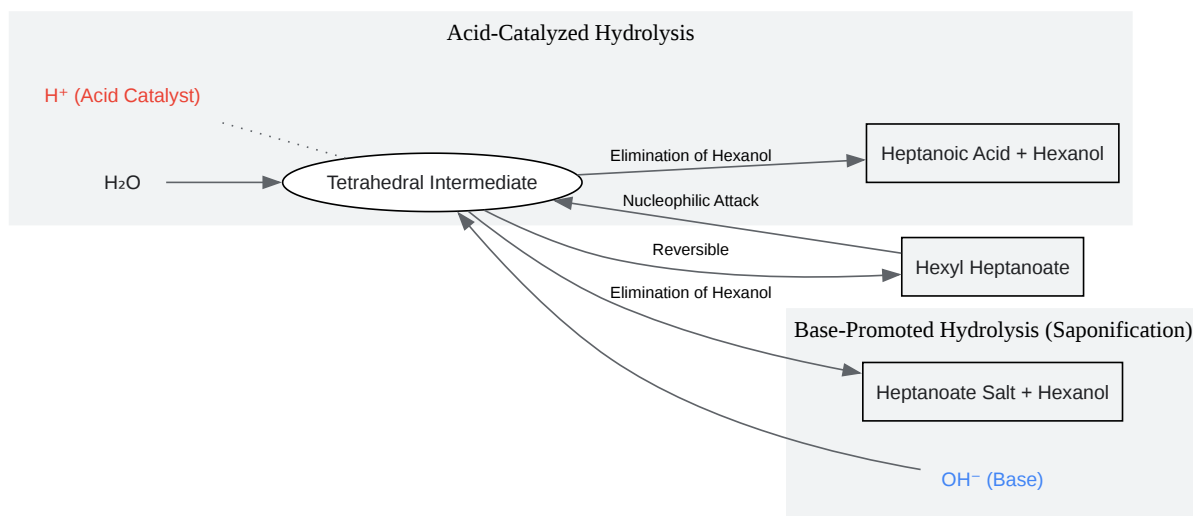 Acid-Catalyzed Hydrolysis
H⁺ (Acid Catalyst)
H₂O
Tetrahedral Intermediate
Elimination of Hexanol
Heptanoic Acid + Hexanol
Nucleophilic Attack
Reversible
Hexyl Heptanoate
Elimination of Hexanol
Base-Promoted Hydrolysis (Saponification)
Heptanoate Salt + Hexanol
OH⁻ (Base)